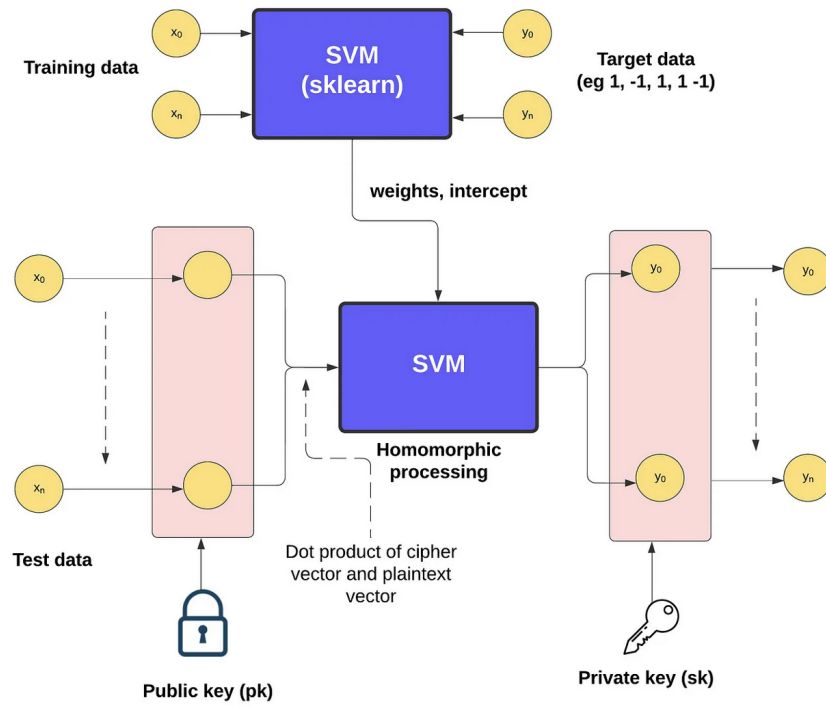 x0
xn
Training data
SVM
(sklearn)
y0
yn
Target data
(eg 1, -1, 1, 1 -1)
weights, intercept
x0
xn
Test data
SVM
Homomorphic
processing
Dot product of cipher
vector and plaintext
vector
y0
y0
y0
yn
Public key (pk)
Private key (sk)